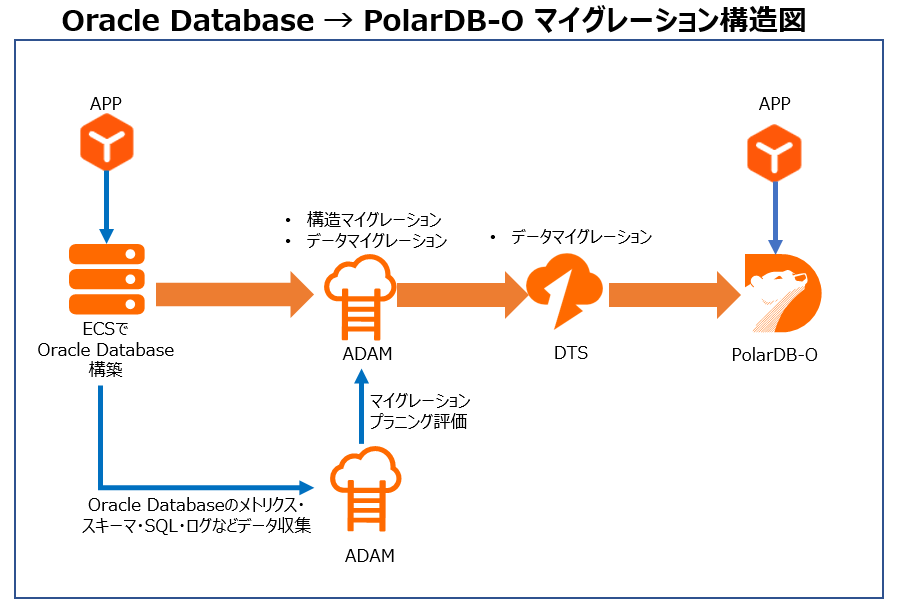 Oracle Database → PolarDB-O マイグレーション構造図
APP
APP
• 構造マイグレーション
• データマイグレーション
• データマイグレーション
ECSで
Oracle Database
構築
ADAM
DTS
PolarDB-O
マイグレーション
プラニング評価
Oracle Databaseのメトリクス・
スキーマ・SQL・ログなどデータ収集
ADAM